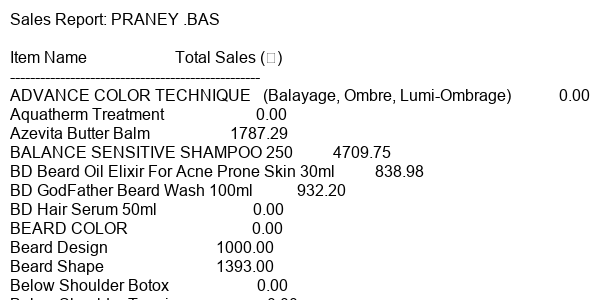 Sales Report: PRANEY .BAS
Item Name Total Sales (▯)
--------------------------------------------------
ADVANCE COLOR TECHNIQUE (Balayage, Ombre, Lumi-Ombrage) 0.00
Aquatherm Treatment 0.00
Azevita Butter Balm 1787.29
BALANCE SENSITIVE SHAMPOO 250 4709.75
BD Beard Oil Elixir For Acne Prone Skin 30ml 838.98
BD GodFather Beard Wash 100ml 932.20
BD Hair Serum 50ml 0.00
BEARD COLOR 0.00
Beard Design 1000.00
Beard Shape 1393.00
Below Shoulder Botox 0.00